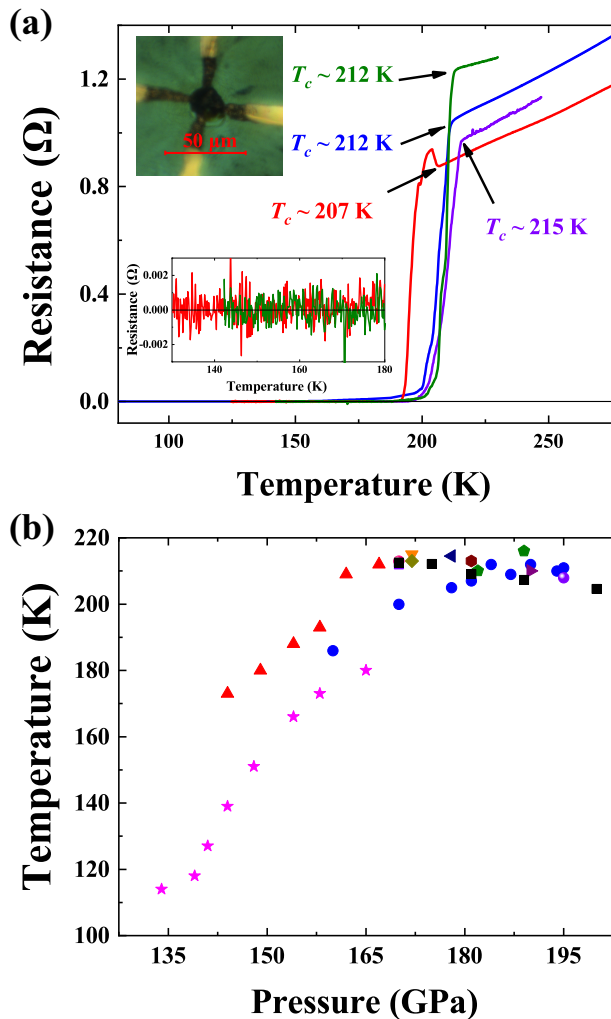 (a)
Resistance (Ω)
1.2
0.8
0.4
0.0
50 μm
T_c ~ 212 K
T_c ~ 212 K
T_c ~ 207 K
T_c ~ 215 K
Resistance (Ω)
0.002
0.000
-0.002
140 160 180
Temperature (K)
100 150 200 250
Temperature (K)
(b)
Temperature (K)
220
200
180
160
140
120
100
135 150 165 180 195
Pressure (GPa)